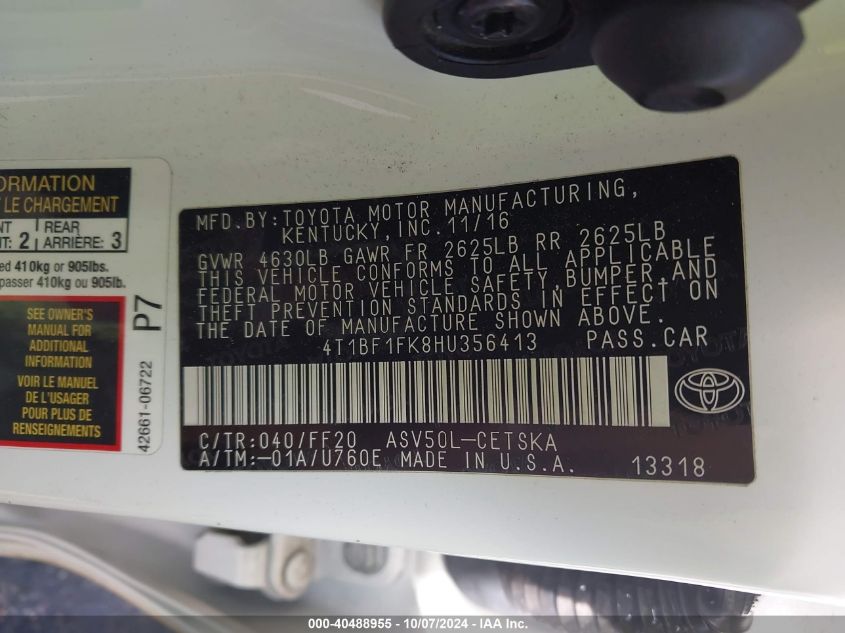 ORMATION
LE CHARGEMENT
NT REAR
NT: 2 ARRIÈRE: 3
ed 410kg or 905lbs.
passer 410 kg ou 905lb.
SEE OWNER'S
MANUAL FOR
ADDITIONAL
INFORMATION
VOIR LE MANUEL
DE L'USAGER
POUR PLUS DE
RENSEIGNEMENTS
P7
42661-06722
MFD.BY:TOYOTA MOTOR MANUFACTURING,
KENTUCKY,INC.11/16
GVWR 4630LB GAWR FR 2625LB RR 2625LB
THIS VEHICLE CONFORMS TO ALL APPLICABLE
FEDERAL MOTOR VEHICLE SAFETY,BUMPER,AND
THEFT PREVENTION STANDARDS IN EFFECT ON
THE DATE OF MANUFACTURE SHOWN ABOVE.
4T1BF1FK8HU356413 PASS.CAR
C/TR:040/FF20 ASV50L-CETSKA
A/TM:-01A/U760E MADE IN U.S.A. 13318
000-40488955 - 10/07/2024 - IAA Inc.